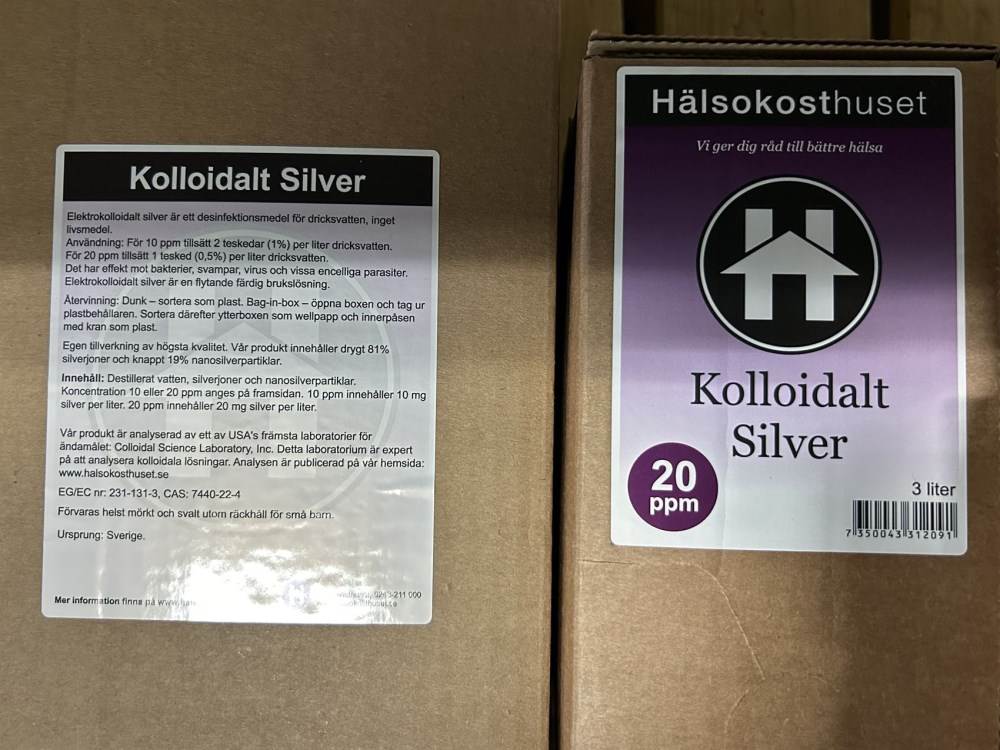 Kolloidalt Silver
Elektrokolloidalt silver är ett desinfektionsmedel för dricksvatten, inget
livsmedel.
Användning: För 10 ppm tillsätt 2 teskedar (1%) per liter dricksvatten.
För 20 ppm tillsätt 1 tesked (0,5%) per liter dricksvatten.
Det har effekt mot bakterier, svampar, virus och vissa encelliga parasiter.
Elektrokolloidalt silver är en flytande färdig brukslösning.
Återvinning: Dunk – sortera som plast. Bag-in-box – öppna boxen och tag ur
plastbehållaren. Sortera därefter ytterboxen som wellpapp och innerpåsen
med kran som plast.
Egen tillverkning av högsta kvalitet. Vår produkt innehåller drygt 81%
silverjoner och knappt 19% nanosilverpartiklar.
Innehåll: Destillerat vatten, silverjoner och nanosilverpartiklar.
Koncentration 10 eller 20 ppm anges på framsidan. 10 ppm innehåller 10 mg
silver per liter. 20 ppm innehåller 20 mg silver per liter.
Vår produkt är analyserad av ett av USA's främsta laboratorier för
ändamålet: Colloidal Science Laboratory, Inc. Detta laboratorium är expert
på att analysera kolloidala lösningar. Analysen är publicerad på vår hemsida:
www.halsokosthuset.se
EG/EC nr: 231-131-3, CAS: 7440-22-4
Förvaras helst mörkt och svalt utom räckhåll för små barn.
Ursprung: Sverige.
Mer information finns på
211 000
Hälsokosthuset
Vi ger dig råd till bättre hälsa
H
Kolloidalt
Silver
20
ppm
3 liter
7 350043 312091